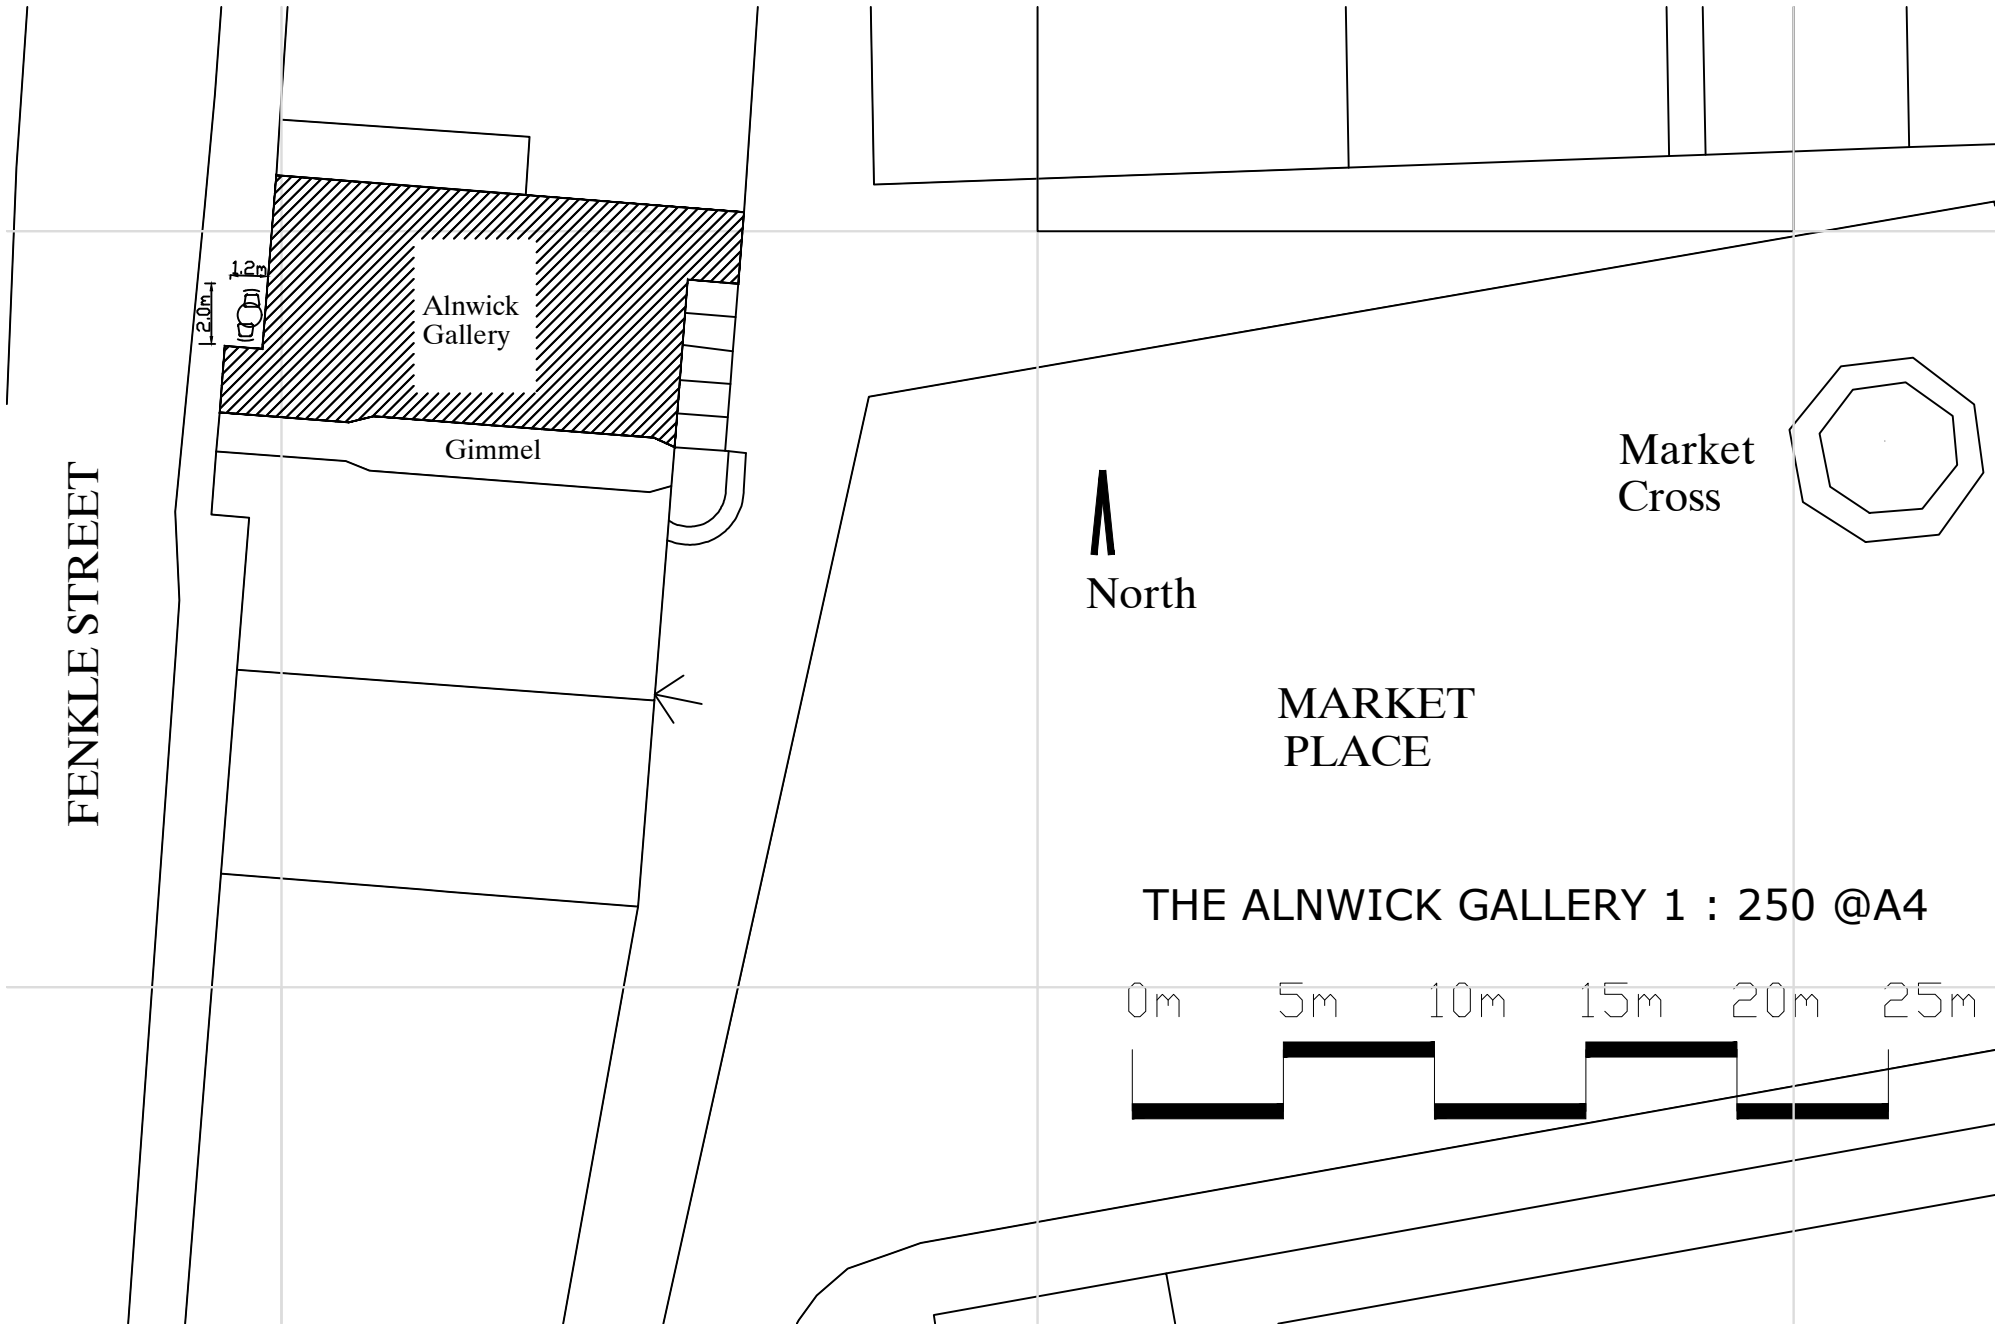 1.2m
2.0m
Alnwick
Gallery
Gimmel
FENKLE STREET
Market
Cross
North
MARKET
PLACE
THE ALNWICK GALLERY 1 : 250 @A4
0m 5m 10m 15m 20m 25m